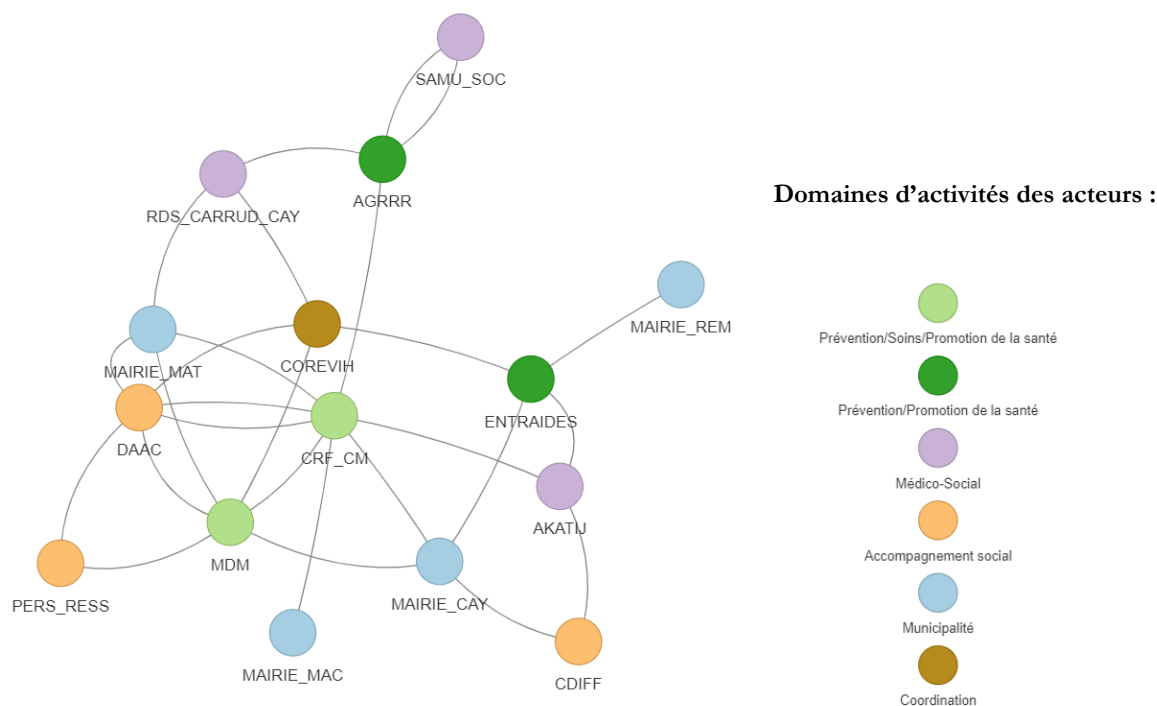 SAMU_SOC
AGRRR
RDS_CARRUD_CAY
Domaines d'activités des acteurs :
MAIRIE_REM
COREVIH
MAIRIE_MAT
ENTRAIDES
DAAC
CRF_CM
AKATIJ
MDM
PERS_RESS
MAIRIE_CAY
MAIRIE_MAC
CDIFF
Prévention/Soins/Promotion de la santé
Prévention/Promotion de la santé
Médico-Social
Accompagnement social
Municipalité
Coordination